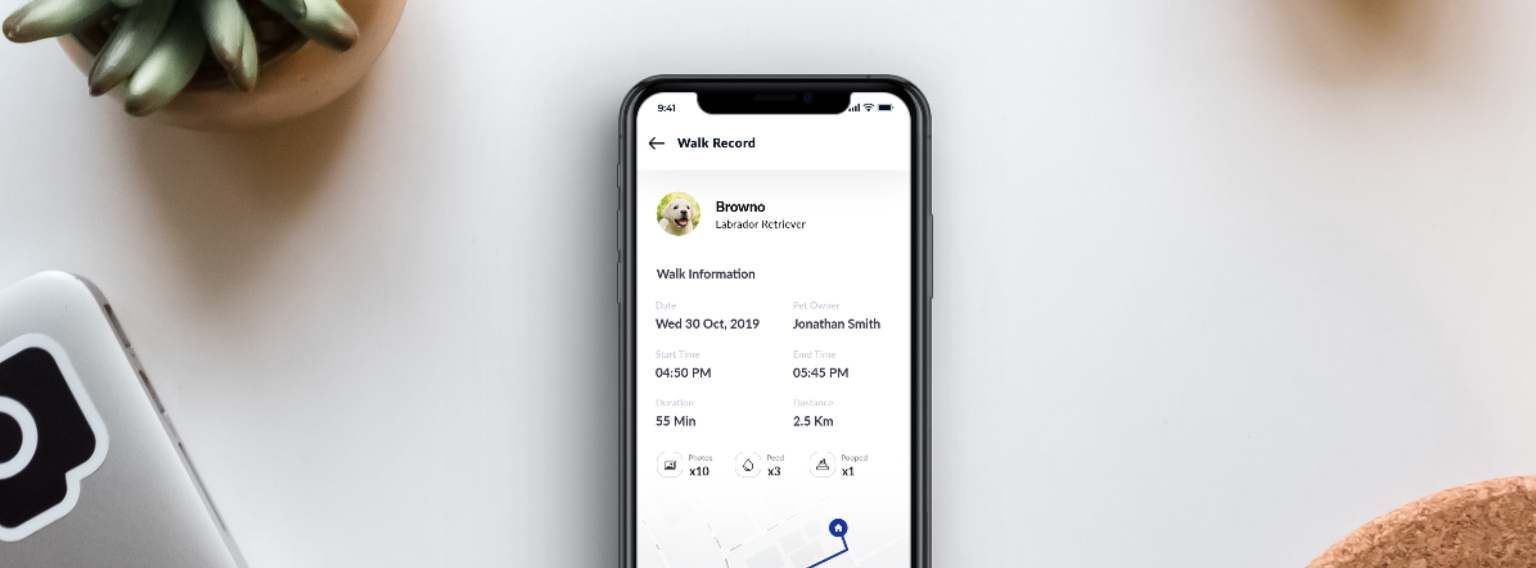 9:41
Walk Record
Browno
Labrador Retriever
Walk Information
Date Pet Owner
Wed 30 Oct, 2019 Jonathan Smith
Start Time End Time
04:50 PM 05:45 PM
Duration Dastance
55 Min 2.5 Km
Photos Peed Pooped
x10 x3 x1